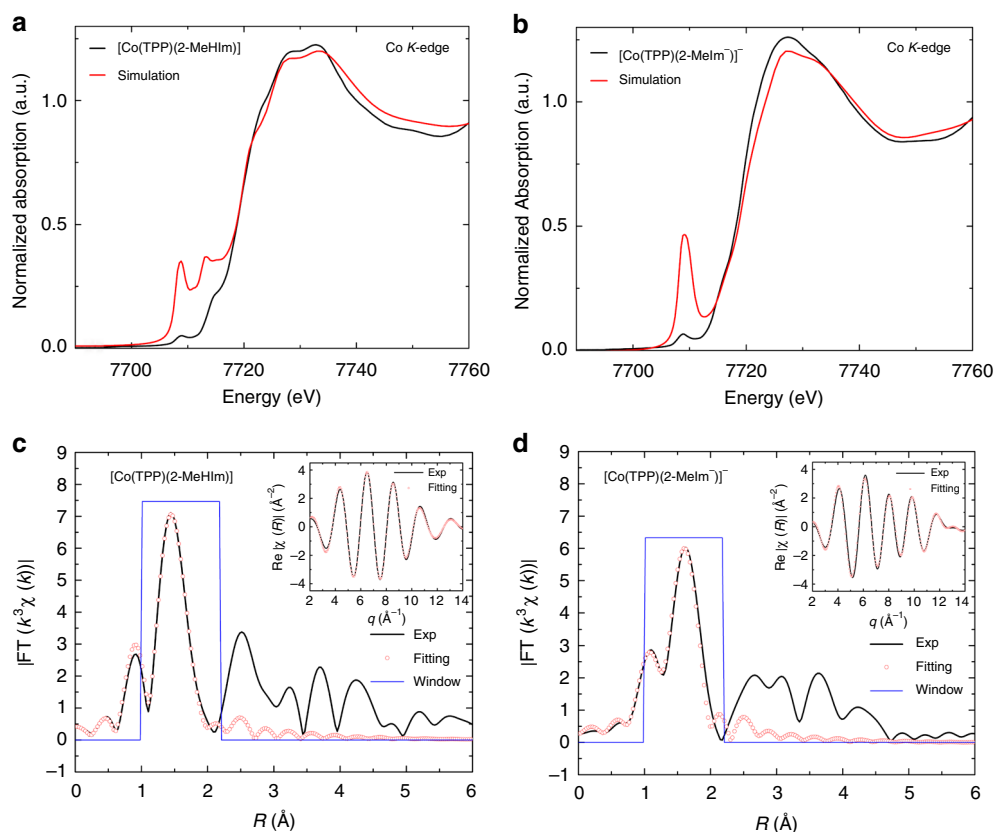 a
[Co(TPP)(2-MeHIm)]
Co K-edge
Simulation
Normalized absorption (a.u.)
1.0
0.5
0.0
7700
7720
7740
7760
Energy (eV)
b
[Co(TPP)(2-MeIm⁻)]⁻
Co K-edge
Simulation
Normalized Absorption (a.u.)
1.0
0.5
0.0
7700
7720
7740
7760
Energy (eV)
c
[Co(TPP)(2-MeHIm)]
|FT (k³χ (k))|
9
8
7
6
5
4
3
2
1
0
−1
0
1
2
3
4
5
6
R (Å)
Exp
Fitting
Window
Re |χ (R)| (Å⁻²)
4
2
0
−2
−4
2
4
6
8
10
12
14
q (Å⁻¹)
Exp
Fitting
d
[Co(TPP)(2-MeIm⁻)]⁻
|FT (k³χ (k))|
9
8
7
6
5
4
3
2
1
0
−1
0
1
2
3
4
5
6
R (Å)
Exp
Fitting
Window
Re |χ (R)| (Å⁻²)
4
2
0
−2
−4
2
4
6
8
10
12
14
q (Å⁻¹)
Exp
Fitting